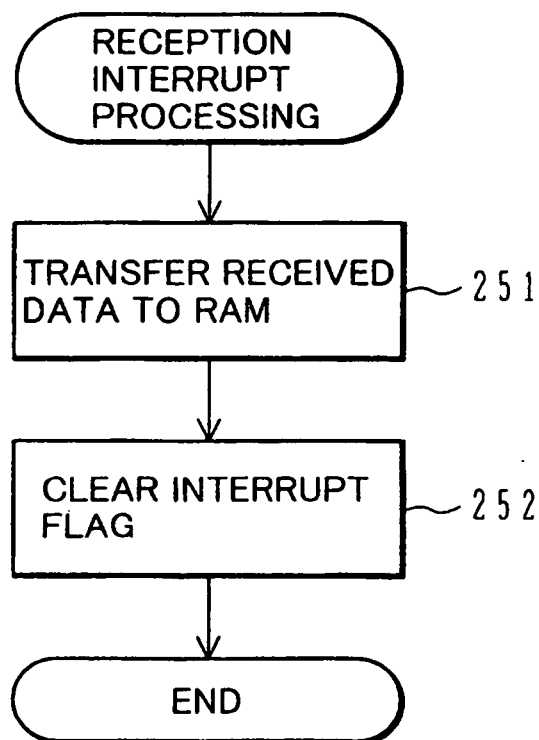 RECEPTION
INTERRUPT
PROCESSING
TRANSFER RECEIVED
DATA TO RAM
251
CLEAR INTERRUPT
FLAG
252
END